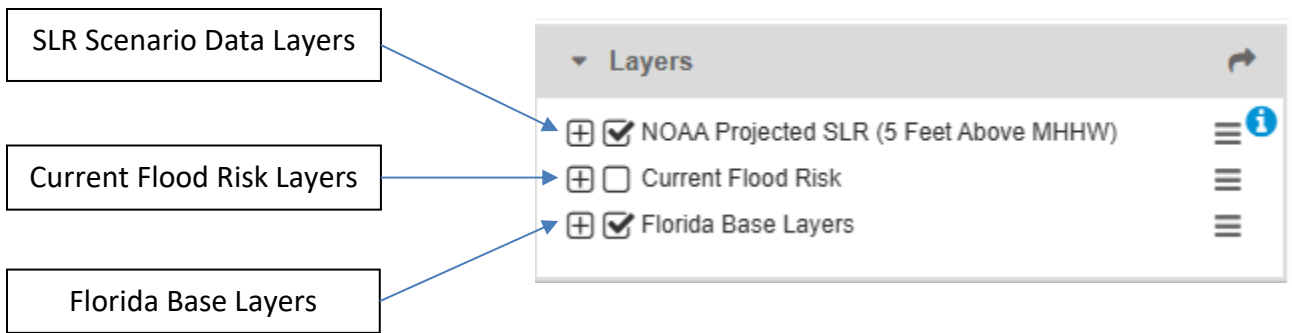 SLR Scenario Data Layers
Layers
NOAA Projected SLR (5 Feet Above MHHW)
Current Flood Risk Layers
Current Flood Risk
Florida Base Layers
Florida Base Layers